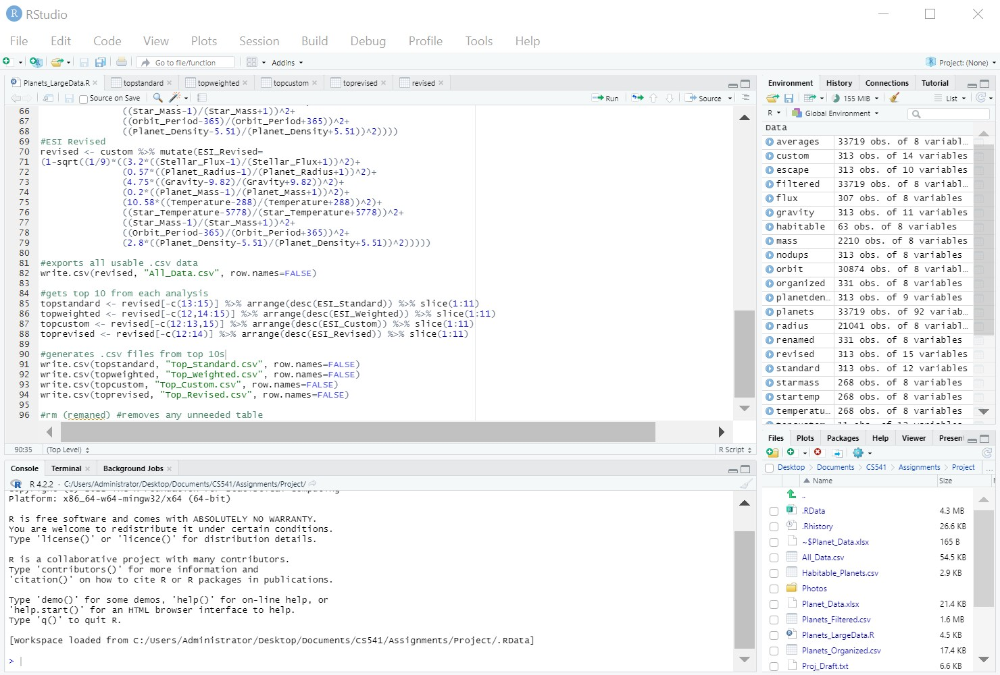 RStudio
File Edit Code View Plots Session Build Debug Profile Tools Help
Go to file/function Addins Project: (None)
Planets_LargeData.R topstandard topweighted topcustom toprevised revised
Source on Save Run Source
66 ((Star_Mass-1)/(Star_Mass+1))^2+
67 ((Orbit_Period-365)/(Orbit_Period+365))^2+
68 ((Planet_Density-5.51)/(Planet_Density+5.51))^2))))
69 #ESI Revised
70 revised <- custom %>% mutate(ESI_Revised=
71 (1-sqrt((1/9)*((3.2*((Stellar_Flux-1)/(Stellar_Flux+1))^2)+
72 (0.57*((Planet_Radius-1)/(Planet_Radius+1))^2)+
73 (4.75*((Gravity-9.82)/(Gravity+9.82))^2)+
74 (0.2*((Planet_Mass-1)/(Planet_Mass+1))^2)+
75 (10.58*((Temperature-288)/(Temperature+288))^2)+
76 ((Star_Temperature-5778)/(Star_Temperature+5778))^2+
77 ((Star_Mass-1)/(Star_Mass+1))^2+
78 ((Orbit_Period-365)/(Orbit_Period+365))^2+
79 (2.8*((Planet_Density-5.51)/(Planet_Density+5.51))^2)))))
80
81 #exports all usable .csv data
82 write.csv(revised, "All_Data.csv", row.names=FALSE)
83
84 #gets top 10 from each analysis
85 topstandard <- revised[-c(13:15)] %>% arrange(desc(ESI_Standard)) %>% slice(1:11)
86 topweighted <- revised[-c(12,14:15)] %>% arrange(desc(ESI_Weighted)) %>% slice(1:11)
87 topcustom <- revised[-c(12:13,15)] %>% arrange(desc(ESI_Custom)) %>% slice(1:11)
88 toprevised <- revised[-c(12:14)] %>% arrange(desc(ESI_Revised)) %>% slice(1:11)
89
90 #generates .csv files from top 10s
91 write.csv(topstandard, "Top_Standard.csv", row.names=FALSE)
92 write.csv(topweighted, "Top_Weighted.csv", row.names=FALSE)
93 write.csv(topcustom, "Top_Custom.csv", row.names=FALSE)
94 write.csv(toprevised, "Top_Revised.csv", row.names=FALSE)
95
96 #rm (remaned) #removes any unneeded table
90:35 (Top Level) R Script
Console Terminal Background Jobs
R 4.2.2 · C:/Users/Administrator/Desktop/Documents/CS541/Assignments/Project/
Platform: x86_64-w64-mingw32/x64 (64-bit)
R is free software and comes with ABSOLUTELY NO WARRANTY.
You are welcome to redistribute it under certain conditions.
Type 'license()' or 'licence()' for distribution details.
R is a collaborative project with many contributors.
Type 'contributors()' for more information and
'citation()' on how to cite R or R packages in publications.
Type 'demo()' for some demos, 'help()' for on-line help, or
'help.start()' for an HTML browser interface to help.
Type 'q()' to quit R.
[Workspace loaded from C:/Users/Administrator/Desktop/Documents/CS541/Assignments/Project/.RData]
>
Environment History Connections Tutorial
155 MiB List
R Global Environment
Data
averages 33719 obs. of 8 variabl…
custom 313 obs. of 14 variables
escape 313 obs. of 10 variables
filtered 33719 obs. of 8 variabl…
flux 307 obs. of 8 variables
gravity 313 obs. of 11 variables
habitable 63 obs. of 8 variables
mass 2210 obs. of 8 variables
nodups 313 obs. of 8 variables
orbit 30874 obs. of 8 variabl…
organized 331 obs. of 8 variables
planetden… 313 obs. of 9 variables
planets 33719 obs. of 92 variab…
radius 21041 obs. of 8 variabl…
renamed 331 obs. of 8 variables
revised 313 obs. of 15 variables
standard 313 obs. of 12 variables
starmass 268 obs. of 8 variables
startemp 268 obs. of 8 variables
temperatu… 268 obs. of 8 variables
Files Plots Packages Help Viewer Presen
Desktop Documents CS541 Assignments Project ...
Name Size
..
.RData 4.3 MB
.Rhistory 26.6 KB
~$Planet_Data.xlsx 165 B
All_Data.csv 54.5 KB
Habitable_Planets.csv 2.9 KB
Photos
Planet_Data.xlsx 21.4 KB
Planets_Filtered.csv 1.6 MB
Planets_LargeData.R 4.5 KB
Planets_Organized.csv 17.4 KB
Proj_Draft.txt 6.6 KB